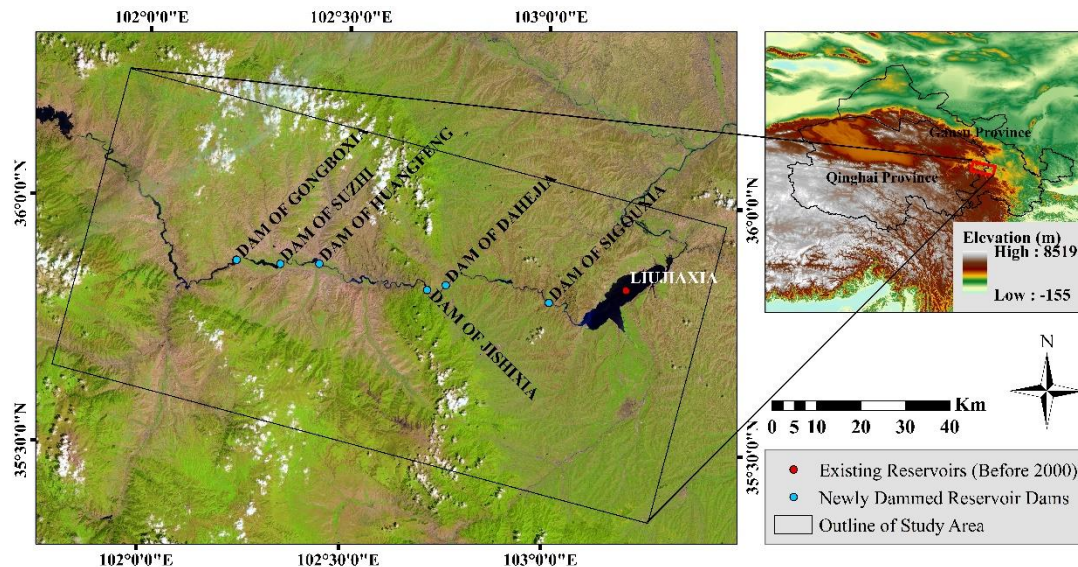 102°0'0"E
102°30'0"E
103°0'0"E
36°0'0"N
35°30'0"N
DAM OF GONGBOXIA
DAM OF SUZHI
DAM OF HUANGFENG
DAM OF DAHEJIA
DAM OF SIGGUXIA
LIUJIAXIA
DAM OF JISHIXIA
102°0'0"E
102°30'0"E
103°0'0"E
36°0'0"N
35°30'0"N
Gansu Province
Qinghai Province
Elevation (m)
High : 8519
Low : -155
N
Km
0 5 10 20 30 40
Existing Reservoirs (Before 2000)
Newly Dammed Reservoir Dams
Outline of Study Area